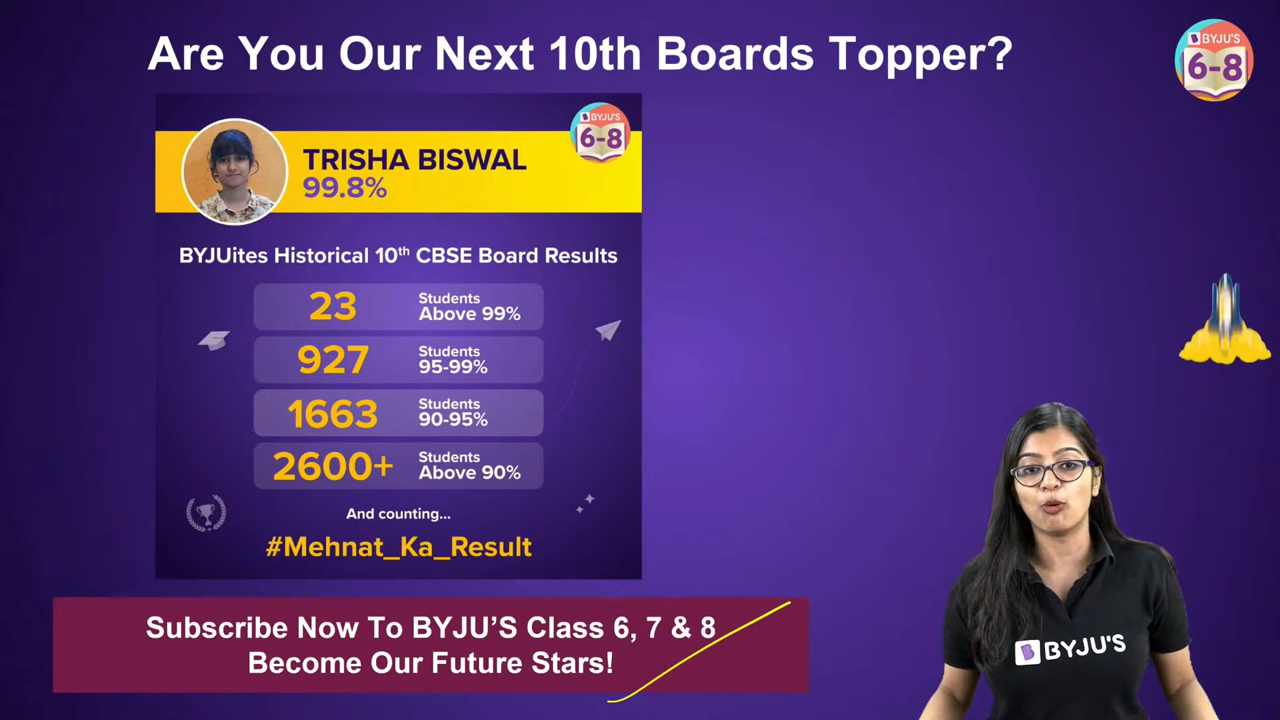 Are You Our Next 10th Boards Topper?
BYJU'S
6-8
BYJU'S
6-8
TRISHA BISWAL
99.8%
BYJUites Historical 10th CBSE Board Results
23
Students
Above 99%
927
Students
95-99%
1663
Students
90-95%
2600+
Students
Above 90%
And counting...
#Mehnat_Ka_Result
Subscribe Now To BYJU'S Class 6, 7 & 8
Become Our Future Stars!
BYJU'S